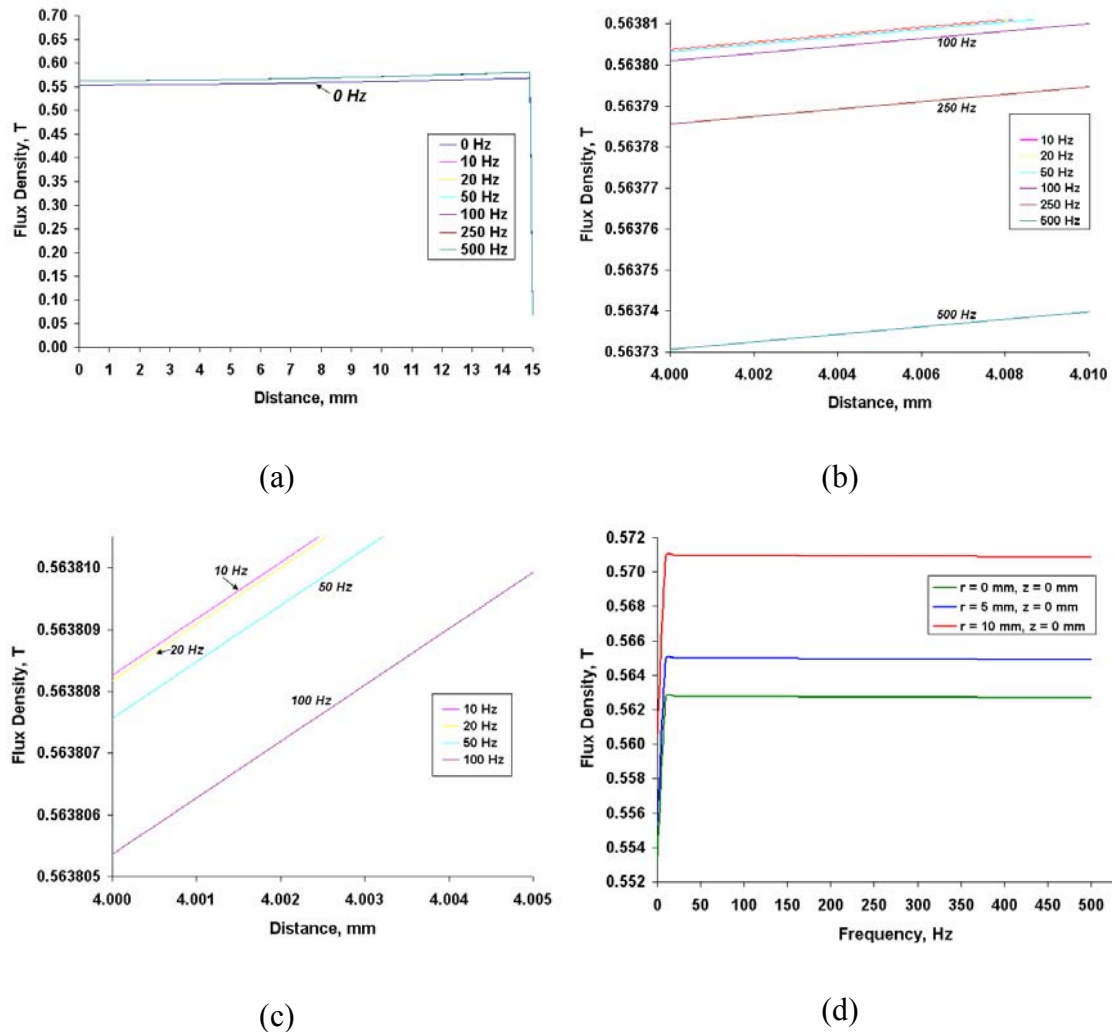 0.70
0.65
0.60
0.55
0.50
0.45
0.40
0.35
0.30
0.25
0.20
0.15
0.10
0.05
0.00
Flux Density, T
0 Hz
0 Hz
10 Hz
20 Hz
50 Hz
100 Hz
250 Hz
500 Hz
0 1 2 3 4 5 6 7 8 9 10 11 12 13 14 15
Distance, mm
(a)
0.56381
0.56380
0.56379
0.56378
0.56377
0.56376
0.56375
0.56374
0.56373
Flux Density, T
100 Hz
250 Hz
500 Hz
10 Hz
20 Hz
50 Hz
100 Hz
250 Hz
500 Hz
4.000 4.002 4.004 4.006 4.008 4.010
Distance, mm
(b)
0.563810
0.563809
0.563808
0.563807
0.563806
0.563805
Flux Density, T
10 Hz
20 Hz
50 Hz
100 Hz
10 Hz
20 Hz
50 Hz
100 Hz
4.000 4.001 4.002 4.003 4.004 4.005
Distance, mm
(c)
0.572
0.570
0.568
0.566
0.564
0.562
0.560
0.558
0.556
0.554
0.552
Flux Density, T
r = 0 mm, z = 0 mm
r = 5 mm, z = 0 mm
r = 10 mm, z = 0 mm
0 50 100 150 200 250 300 350 400 450 500
Frequency, Hz
(d)